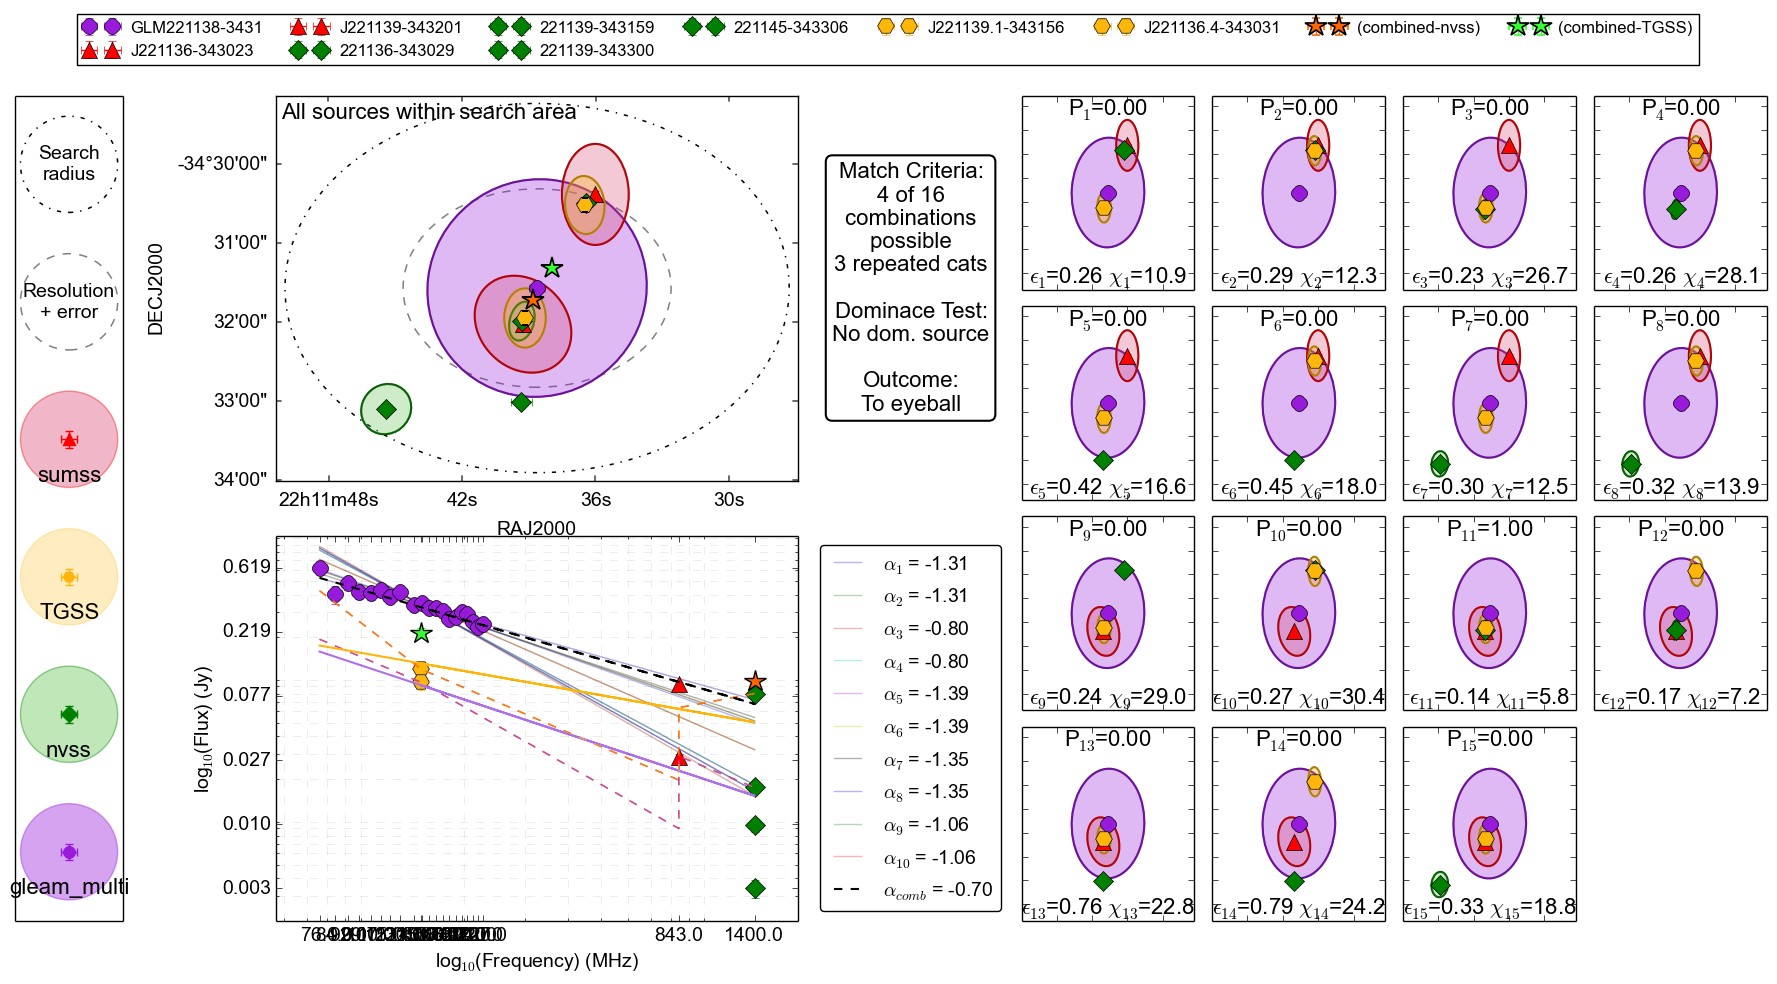 GLM221138-3431
J221139-343201
221139-343159
221145-343306
J221139.1-343156
J221136.4-343031
(combined-nvss)
(combined-TGSS)
J221136-343023
221136-343029
221139-343300
Search
radius
Resolution
+ error
sumss
TGSS
nvss
gleam_multi
All sources within search area
DECJ2000
-34°30'00"
31'00"
32'00"
33'00"
34'00"
22h11m48s
42s
36s
30s
RAJ2000
Match Criteria:
4 of 16
combinations
possible
3 repeated cats
Dominace Test:
No dom. source
Outcome:
To eyeball
log10(Flux) (Jy)
0.619
0.219
0.077
0.027
0.010
0.003
843.0
1400.0
log10(Frequency) (MHz)
α1 = -1.31
α2 = -1.31
α3 = -0.80
α4 = -0.80
α5 = -1.39
α6 = -1.39
α7 = -1.35
α8 = -1.35
α9 = -1.06
α10 = -1.06
αcomb = -0.70
P1=0.00
ϵ1=0.26 χ1=10.9
P2=0.00
ϵ2=0.29 χ2=12.3
P3=0.00
ϵ3=0.23 χ3=26.7
P4=0.00
ϵ4=0.26 χ4=28.1
P5=0.00
ϵ5=0.42 χ5=16.6
P6=0.00
ϵ6=0.45 χ6=18.0
P7=0.00
ϵ7=0.30 χ7=12.5
P8=0.00
ϵ8=0.32 χ8=13.9
P9=0.00
ϵ9=0.24 χ9=29.0
P10=0.00
ϵ10=0.27 χ10=30.4
P11=1.00
ϵ11=0.14 χ11=5.8
P12=0.00
ϵ12=0.17 χ12=7.2
P13=0.00
ϵ13=0.76 χ13=22.8
P14=0.00
ϵ14=0.79 χ14=24.2
P15=0.00
ϵ15=0.33 χ15=18.8